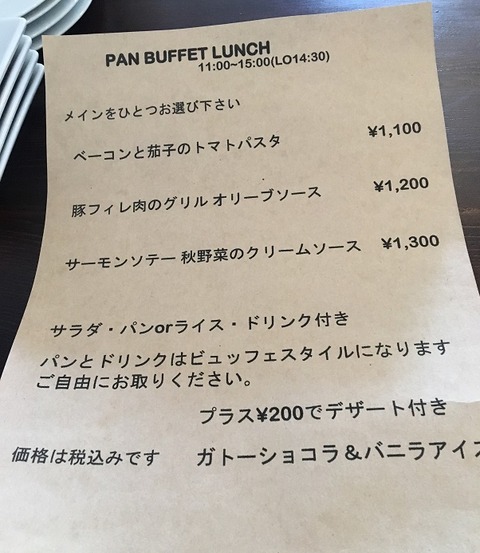 PAN BUFFET LUNCH
11:00~15:00(LO14:30)
メインをひとつお選び下さい
ベーコンと茄子のトマトパスタ ¥1,100
豚フィレ肉のグリル オリーブソース ¥1,200
サーモンソテー 秋野菜のクリームソース ¥1,300
サラダ・パンorライス・ドリンク付き
パンとドリンクはビュッフェスタイルになります
ご自由にお取りください。
プラス¥200でデザート付き
価格は税込みです ガトーショコラ＆バニラアイス